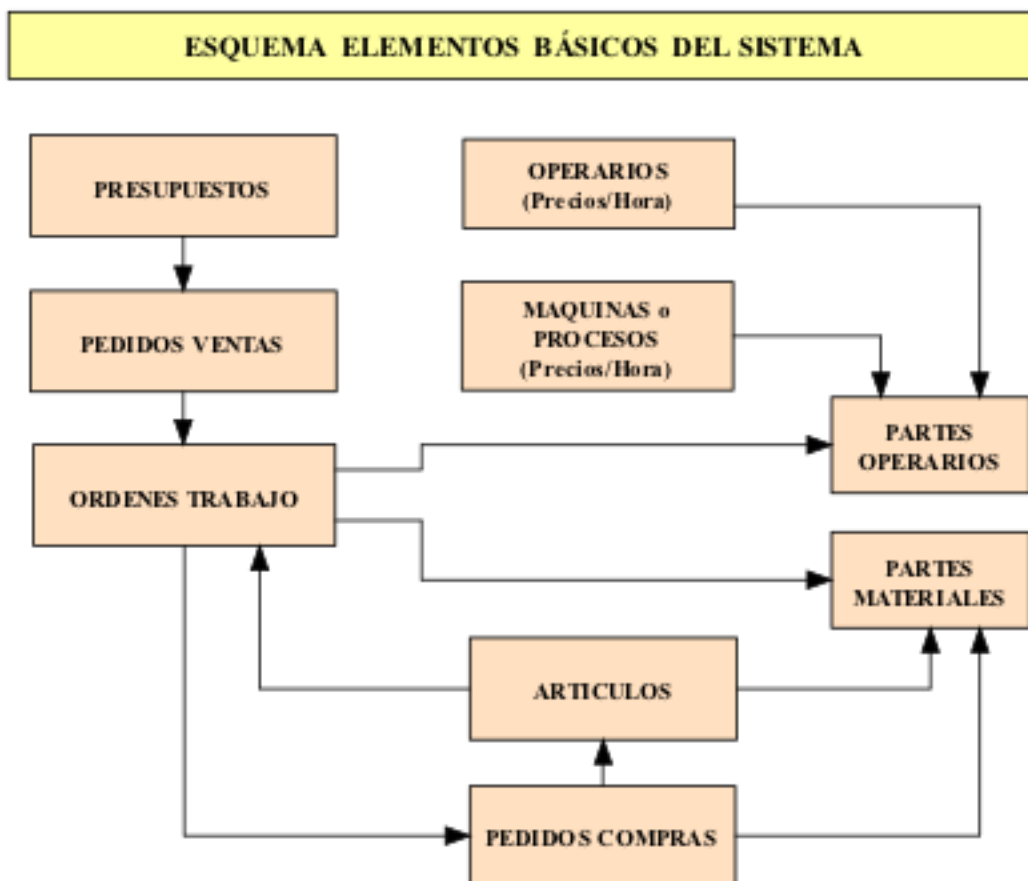 ESQUEMA ELEMENTOS BÁSICOS DEL SISTEMA
PRESUPUESTOS
OPERARIOS
(Precios/Hora)
PEDIDOS VENTAS
MAQUINAS o
PROCESOS
(Precios/Hora)
PARTES
OPERARIOS
ORDENES TRABAJO
PARTES
MATERIALES
ARTICULOS
PEDIDOS COMPRAS